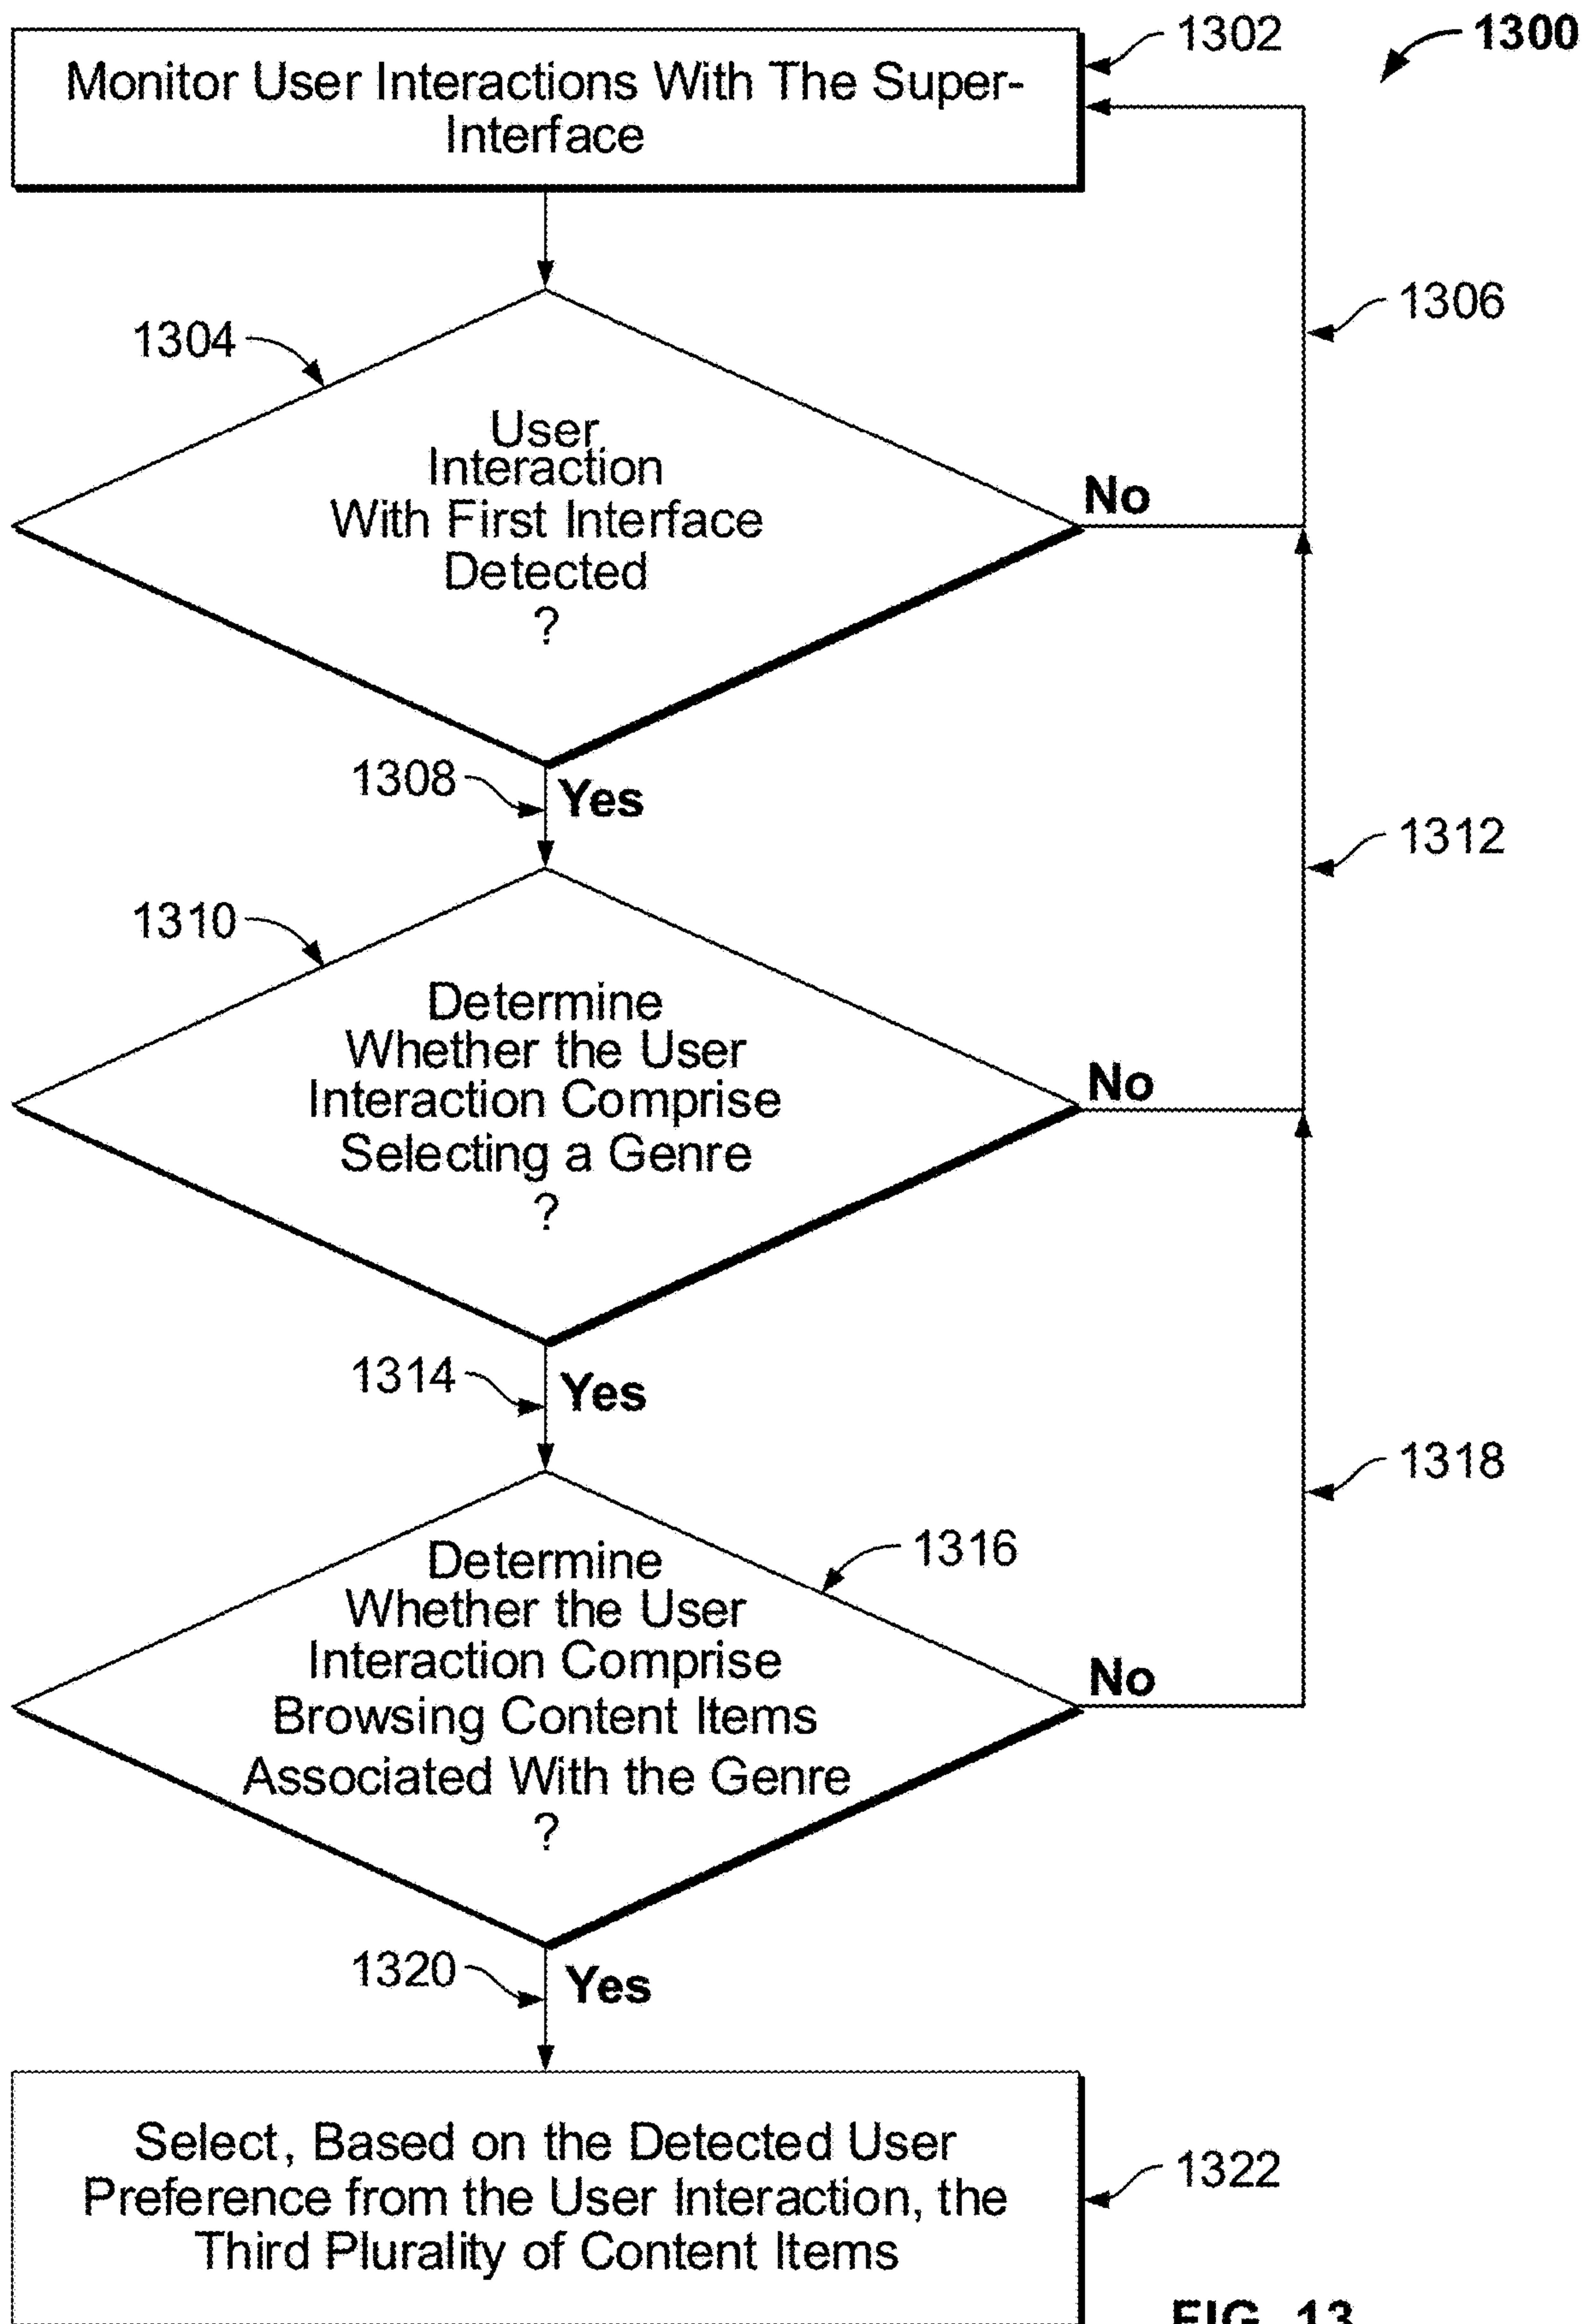 1302
1300
Monitor User Interactions With The Super-
Interface
1306
1304
User
Interaction
With First Interface
Detected
?
No
1308
Yes
1312
1310
Determine
Whether the User
Interaction Comprise
Selecting a Genre
?
No
1314
Yes
1318
1316
Determine
Whether the User
Interaction Comprise
Browsing Content Items
Associated With the Genre
?
No
1320
Yes
Select, Based on the Detected User
Preference from the User Interaction, the
Third Plurality of Content Items
1322
FIG. 13